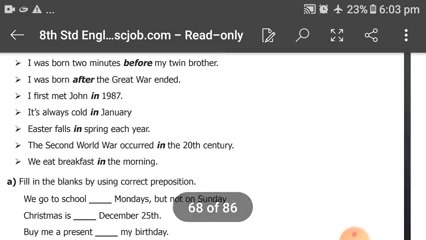 23% 6:03 pm
8th Std Engl...scjob.com – Read–only
➢ I was born two minutes before my twin brother.
➢ I was born after the Great War ended.
➢ I first met John in 1987.
➢ It's always cold in January
➢ Easter falls in spring each year.
➢ The Second World War occurred in the 20th century.
➢ We eat breakfast in the morning.
a) Fill in the blanks by using correct preposition.
We go to school _____ Mondays, but not on Sunday
Christmas is _____ December 25th.
68 of 86
Buy me a present _____ my birthday.